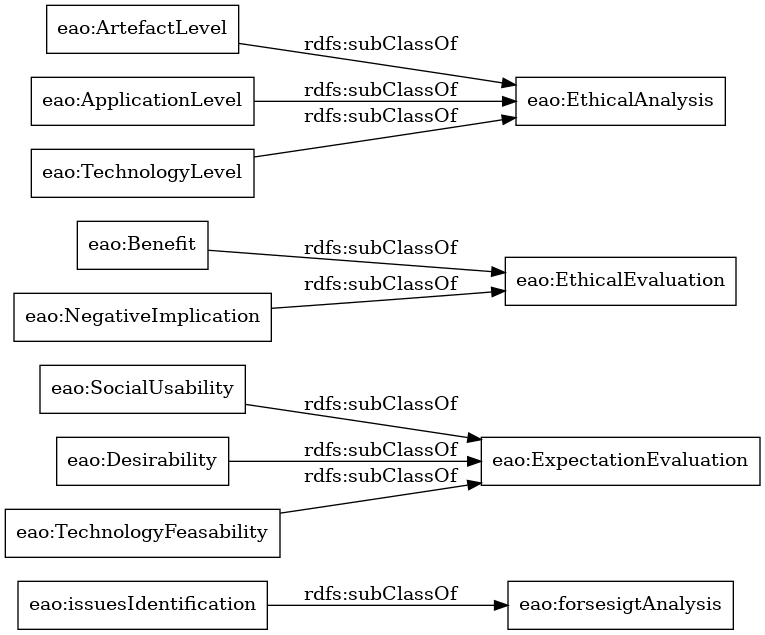 eao:ArtefactLevel
rdfs:subClassOf
eao:ApplicationLevel
rdfs:subClassOf
eao:EthicalAnalysis
rdfs:subClassOf
eao:TechnologyLevel
eao:Benefit
rdfs:subClassOf
eao:EthicalEvaluation
rdfs:subClassOf
eao:NegativeImplication
eao:SocialUsability
rdfs:subClassOf
eao:Desirability
rdfs:subClassOf
eao:ExpectationEvaluation
rdfs:subClassOf
eao:TechnologyFeasability
eao:issuesIdentification
rdfs:subClassOf
eao:forsesigtAnalysis